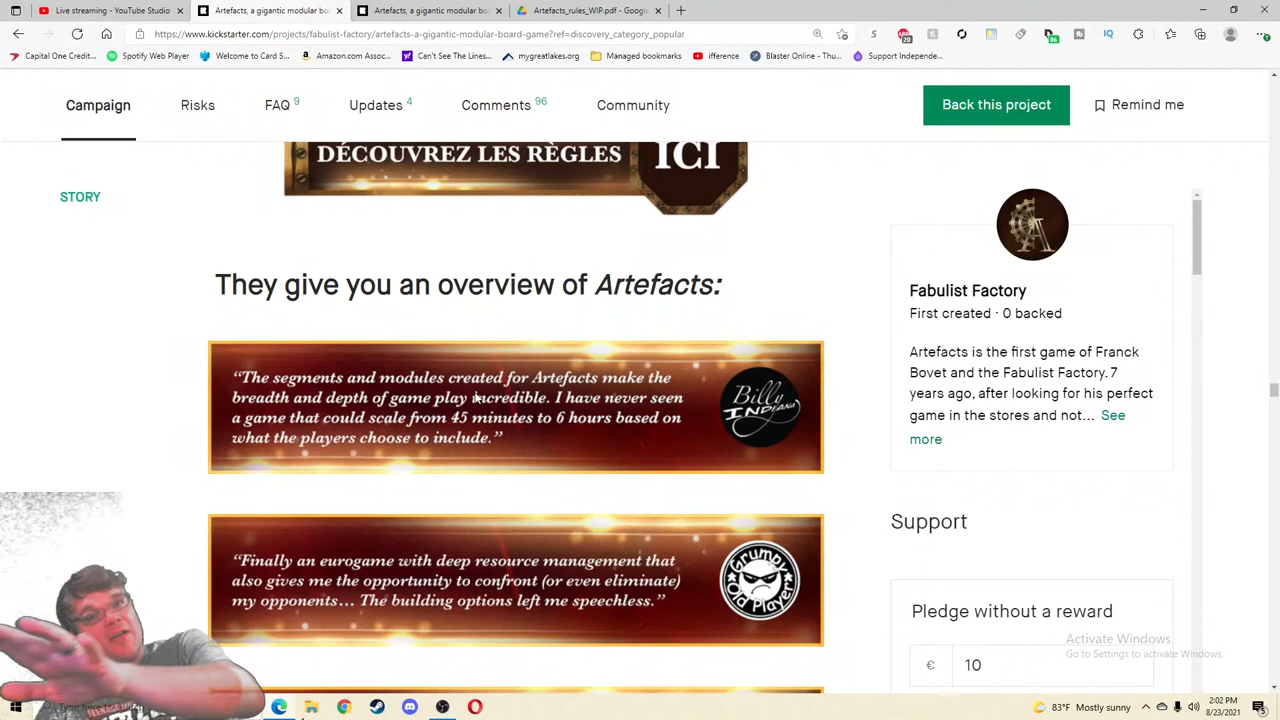 Live streaming - YouTube Studio
Artefacts, a gigantic modular bo
Artefacts, a gigantic modular bo
Artefacts_rules_WIP.pdf - Google
https://www.kickstarter.com/projects/fabulist-factory/artefacts-a-gigantic-modular-board-game?ref=discovery_category_popular
Capital One Credit...
Spotify Web Player
Welcome to Card S...
Amazon.com Assoc...
Can't See The Lines...
mygreatlakes.org
Managed bookmarks
ifference
Blaster Online - Thu...
Support Independe...
Campaign
Risks
FAQ 9
Updates 4
Comments 96
Community
Back this project
Remind me
DÉCOUVREZ LES RÈGLES
ICI
STORY
They give you an overview of Artefacts:
“The segments and modules created for Artefacts make the
breadth and depth of game play incredible. I have never seen
a game that could scale from 45 minutes to 6 hours based on
what the players choose to include.”
Billy
INDIANA
“Finally an eurogame with deep resource management that
also gives me the opportunity to confront (or even eliminate)
my opponents... The building options left me speechless.”
Grumpy
Old Player
Fabulist Factory
First created · 0 backed
Artefacts is the first game of Franck
Bovet and the Fabulist Factory. 7
years ago, after looking for his perfect
game in the stores and not... See
more
Support
Pledge without a reward
€ 10
Activate Windows
Go to Settings to activate Windows.
Type here to
83°F Mostly sunny
2:02 PM
8/23/2021